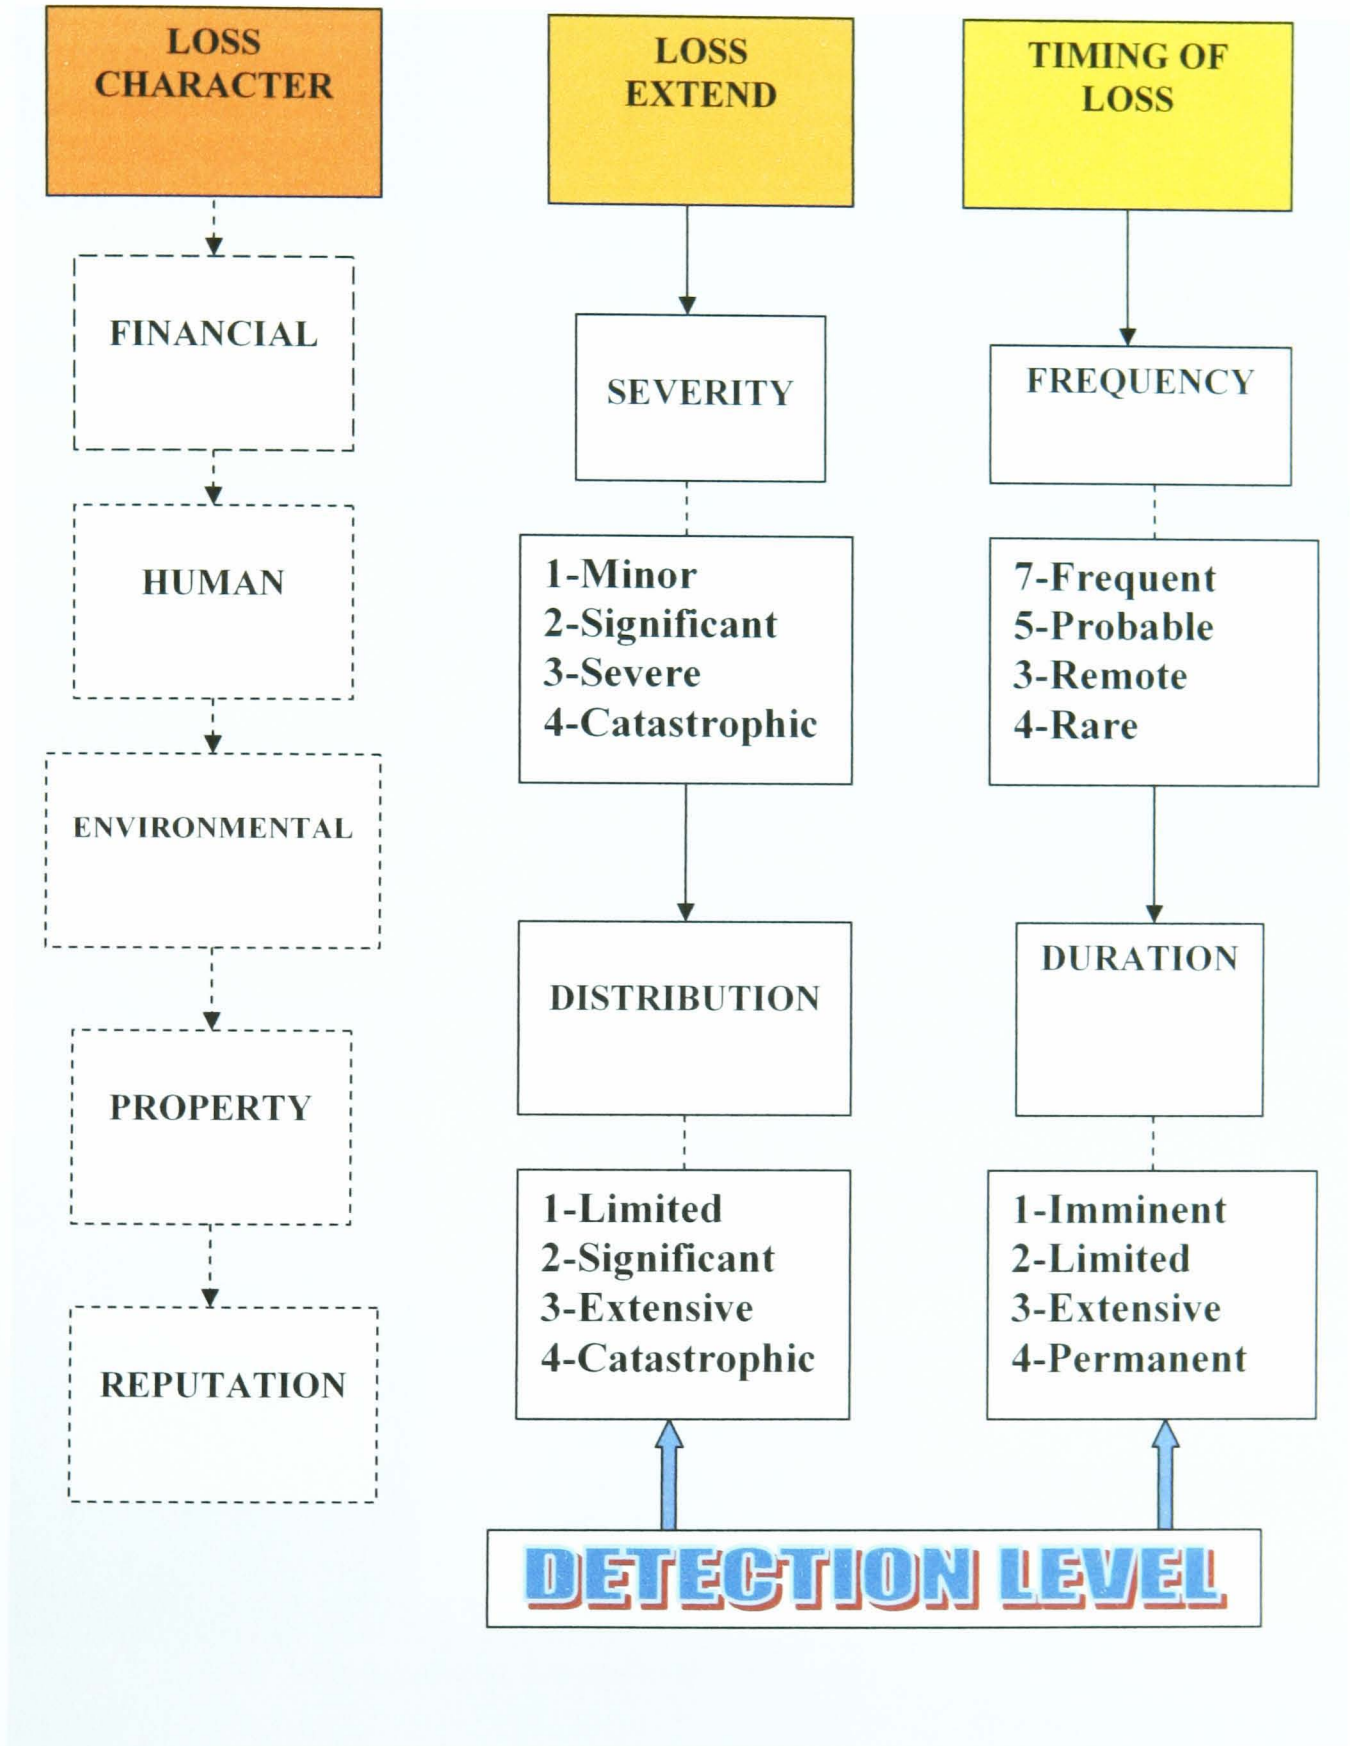 LOSS
CHARACTER
FINANCIAL
HUMAN
ENVIRONMENTAL
PROPERTY
REPUTATION
LOSS
EXTEND
SEVERITY
1-Minor
2-Significant
3-Severe
4-Catastrophic
DISTRIBUTION
1-Limited
2-Significant
3-Extensive
4-Catastrophic
TIMING OF
LOSS
FREQUENCY
7-Frequent
5-Probable
3-Remote
4-Rare
DURATION
1-Imminent
2-Limited
3-Extensive
4-Permanent
DETECTION LEVEL